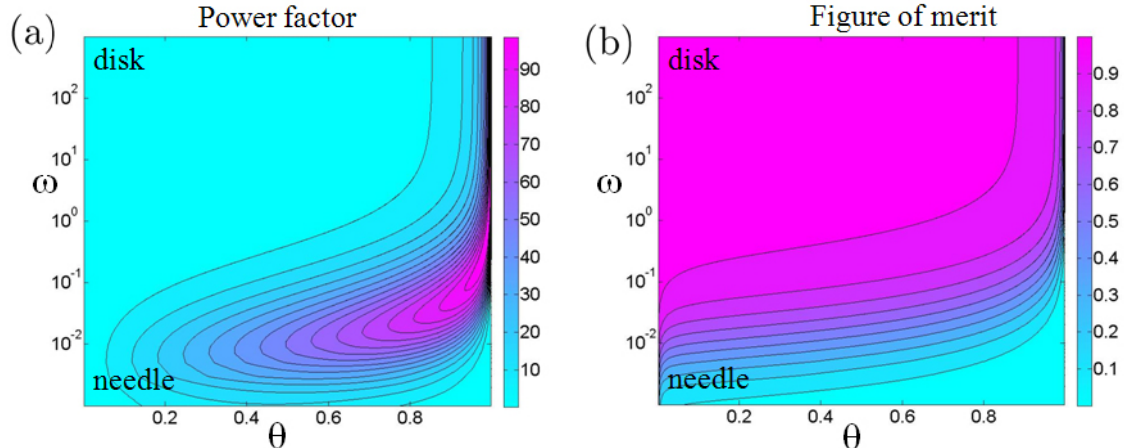 (a)
Power factor
disk
needle
ω
10²
10¹
10⁰
10⁻¹
10⁻²
0.2 0.4 0.6 0.8
θ
90
80
70
60
50
40
30
20
10
(b)
Figure of merit
disk
needle
ω
10²
10¹
10⁰
10⁻¹
10⁻²
0.2 0.4 0.6 0.8
θ
0.9
0.8
0.7
0.6
0.5
0.4
0.3
0.2
0.1